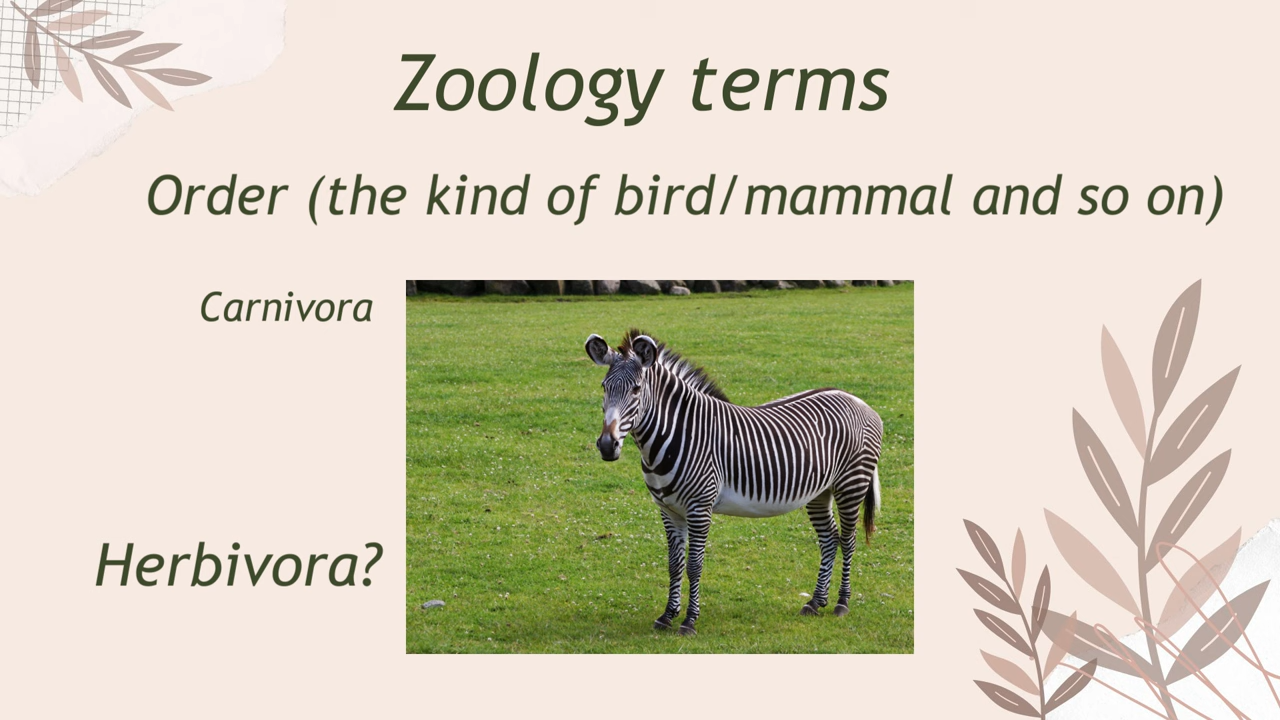 Zoology terms
Order (the kind of bird/mammal and so on)
Carnivora
Herbivora?